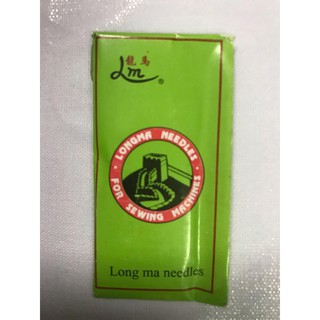 龍馬
Lm
®
LONGMA NEEDLES
FOR SEWING MACHINES
Long ma needles